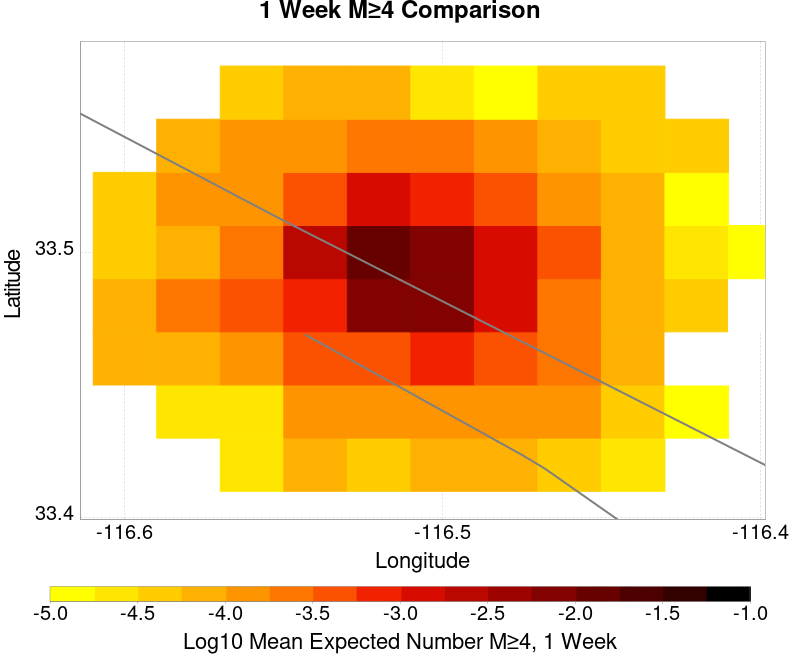 1 Week M≥4 Comparison
Latitude
33.5
33.4
-116.6 -116.5 -116.4
Longitude
-5.0 -4.5 -4.0 -3.5 -3.0 -2.5 -2.0 -1.5 -1.0
Log10 Mean Expected Number M≥4, 1 Week